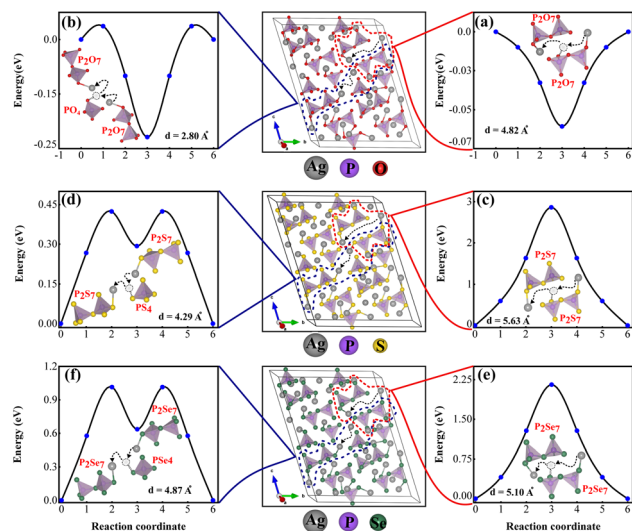 (b)
Energy(eV)
0.00
-0.15
-0.25
P2O7
PO4
P2O7
d = 2.80 Å
-1 0 1 2 3 4 5 6
c
b
Ag P O
(a)
Energy(eV)
0.00
-0.03
-0.05
-0.07
P2O7
P2O7
d = 4.82 Å
-1 0 1 2 3 4 5 6
(d)
Energy (eV)
0.45
0.30
0.15
0.00
P2S7
P2S7
PS4
d = 4.29 Å
0 1 2 3 4 5 6
c
b
Ag P S
(c)
Energy (eV)
3
2
1
0
P2S7
P2S7
d = 5.63 Å
0 1 2 3 4 5 6
(f)
Energy (eV)
1.2
0.9
0.6
0.3
0.0
P2Se7
P2Se7
PSe4
d = 4.87 Å
0 1 2 3 4 5 6
Reaction coordinate
c
b
Ag P Se
(e)
Energy (eV)
2.25
1.50
0.75
0.00
P2Se7
P2Se7
d = 5.10 Å
0 1 2 3 4 5 6
Reaction coordinate